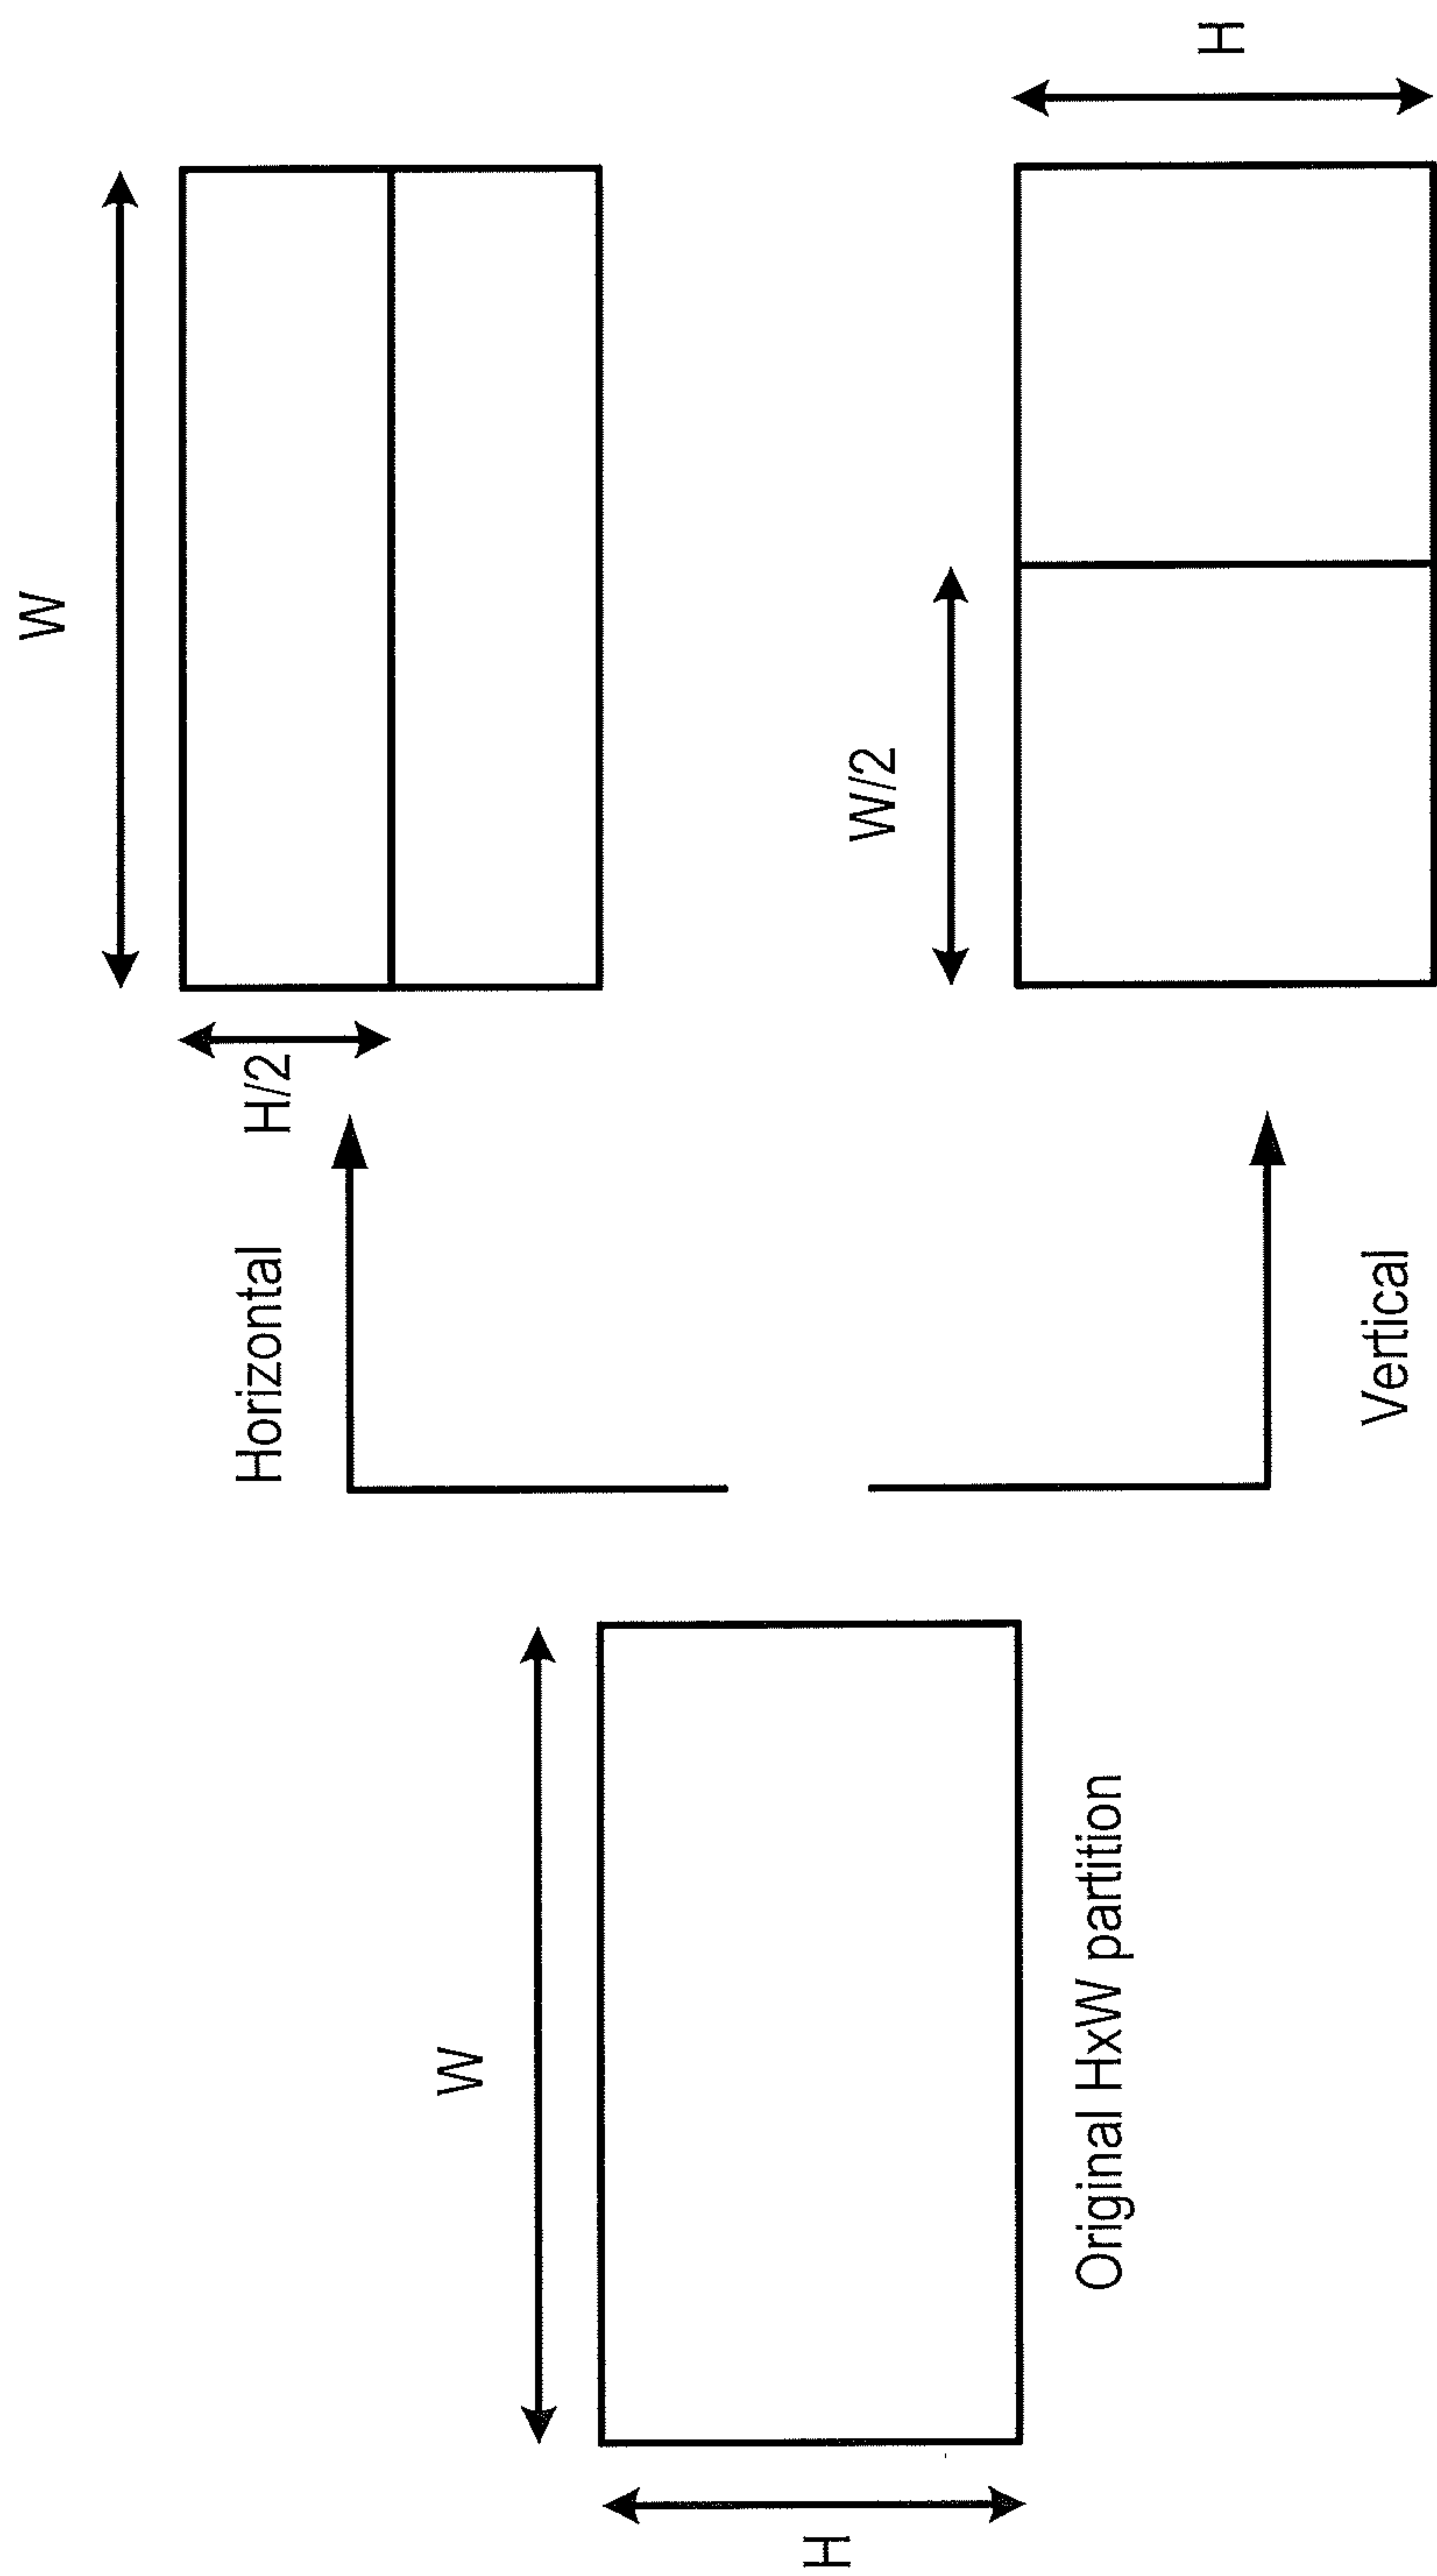 W
H
Original HxW partition
Horizontal
Vertical
W
H/2
W/2
H